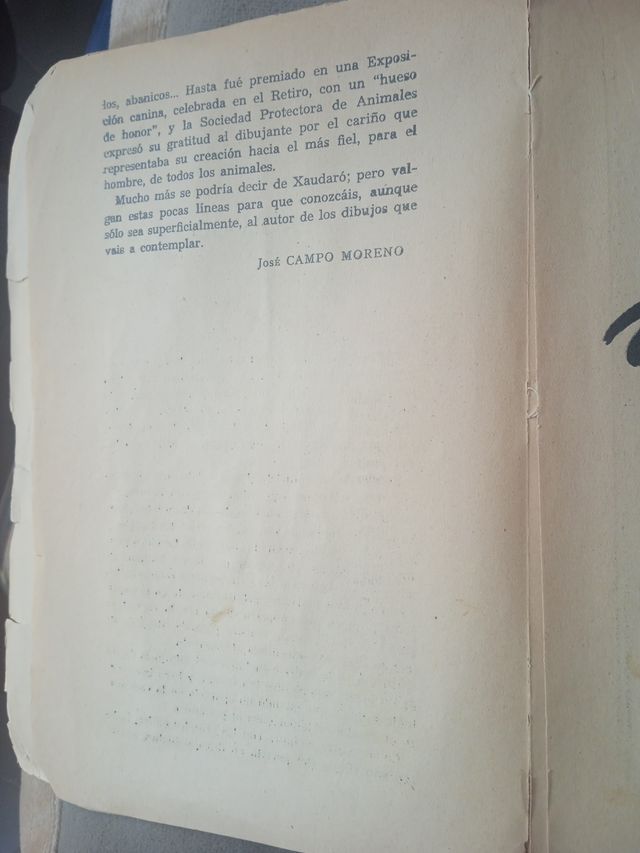 los, abanicos... Hasta fué premiado en una Exposi-
ción canina, celebrada en el Retiro, con un "hueso
de honor", y la Sociedad Protectora de Animales
expresó su gratitud al dibujante por el cariño que
representaba su creación hacia el más fiel, para el
hombre, de todos los animales.
Mucho más se podría decir de Xaudaró; pero val-
gan estas pocas líneas para que conozcáis, aunque
sólo sea superficialmente, al autor de los dibujos que
vais a contemplar.
José CAMPO MORENO